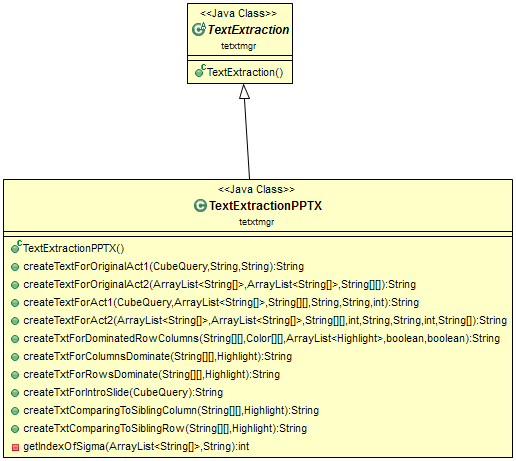 <<Java Class>>
TextExtraction
tetxtmgr
TextExtraction()
<<Java Class>>
TextExtractionPPTX
tetxtmgr
TextExtractionPPTX()
createTextForOriginalAct1(CubeQuery,String,String):String
createTextForOriginalAct2(ArrayList<String[]>,ArrayList<String[]>,String[][]):String
createTextForAct1(CubeQuery,ArrayList<String[]>,String[][],String,String,int):String
createTextForAct2(ArrayList<String[]>,ArrayList<String[]>,String[][],int,String,String,int,String[]):String
createTxtForDominatedRowColumns(String[][],Color[][],ArrayList<Highlight>,boolean,boolean):String
createTxtForColumnsDominate(String[][],Highlight):String
createTxtForRowsDominate(String[][],Highlight):String
createTxtForIntroSlide(CubeQuery):String
createTxtComparingToSiblingColumn(String[][],Highlight):String
createTxtComparingToSiblingRow(String[][],Highlight):String
getIndexOfSigma(ArrayList<String[]>,String):int